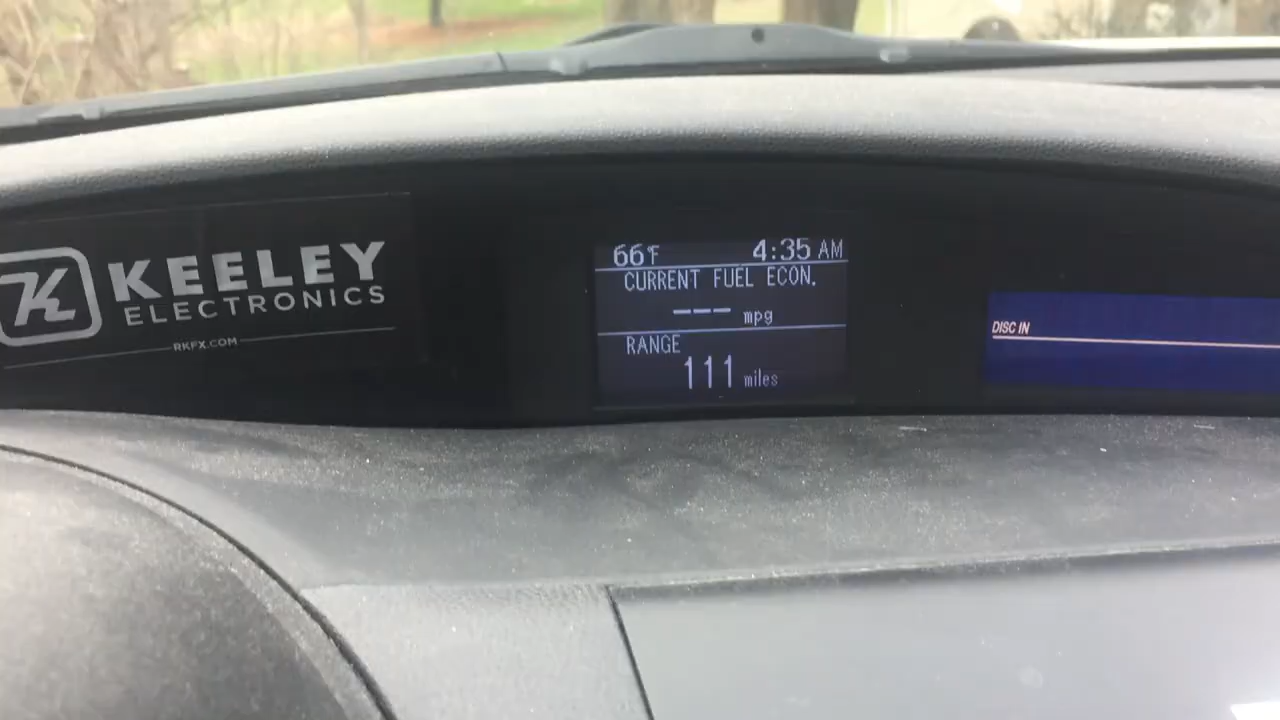 KEELEY
ELECTRONICS
RKFX.COM
66°F 4:35 AM
CURRENT FUEL ECON.
--- mpg
RANGE
111 miles
DISC IN